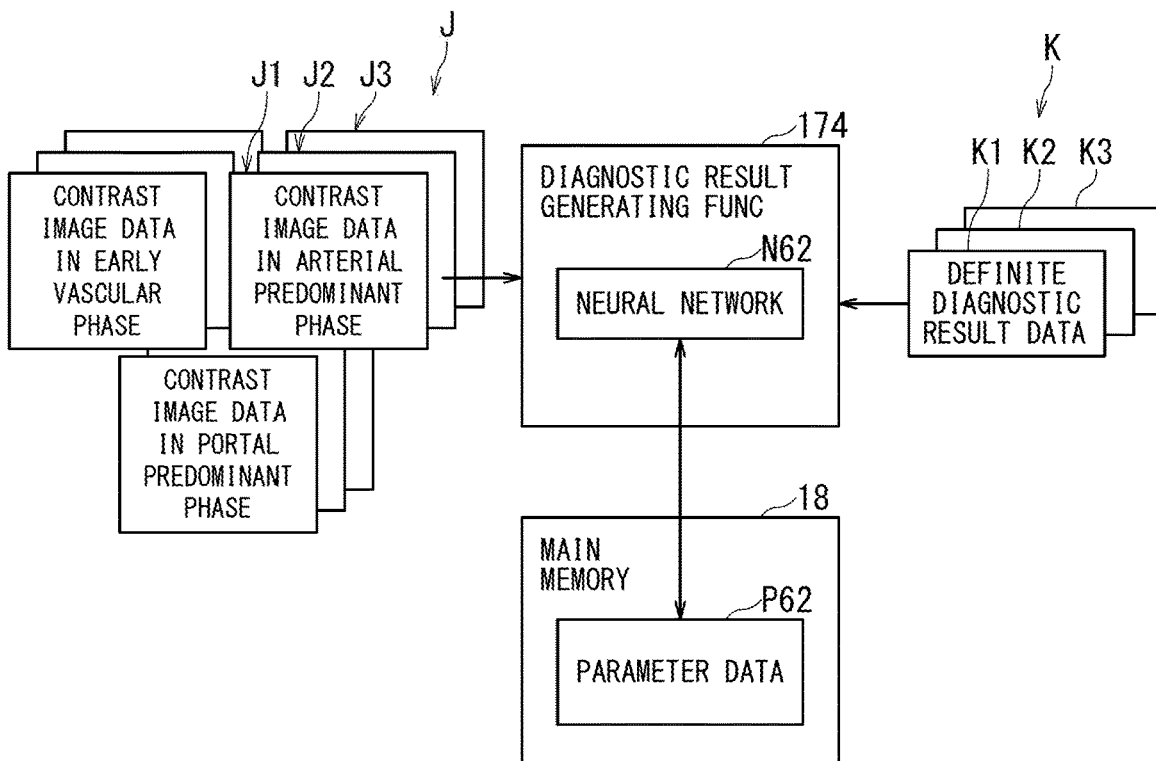 J
J1
J2
J3
K
K1
K2
K3
174
CONTRAST
IMAGE DATA
IN EARLY
VASCULAR
PHASE
CONTRAST
IMAGE DATA
IN ARTERIAL
PREDOMINANT
PHASE
CONTRAST
IMAGE DATA
IN PORTAL
PREDOMINANT
PHASE
DIAGNOSTIC RESULT
GENERATING FUNC
N62
NEURAL NETWORK
DEFINITE
DIAGNOSTIC
RESULT DATA
18
MAIN
MEMORY
P62
PARAMETER DATA